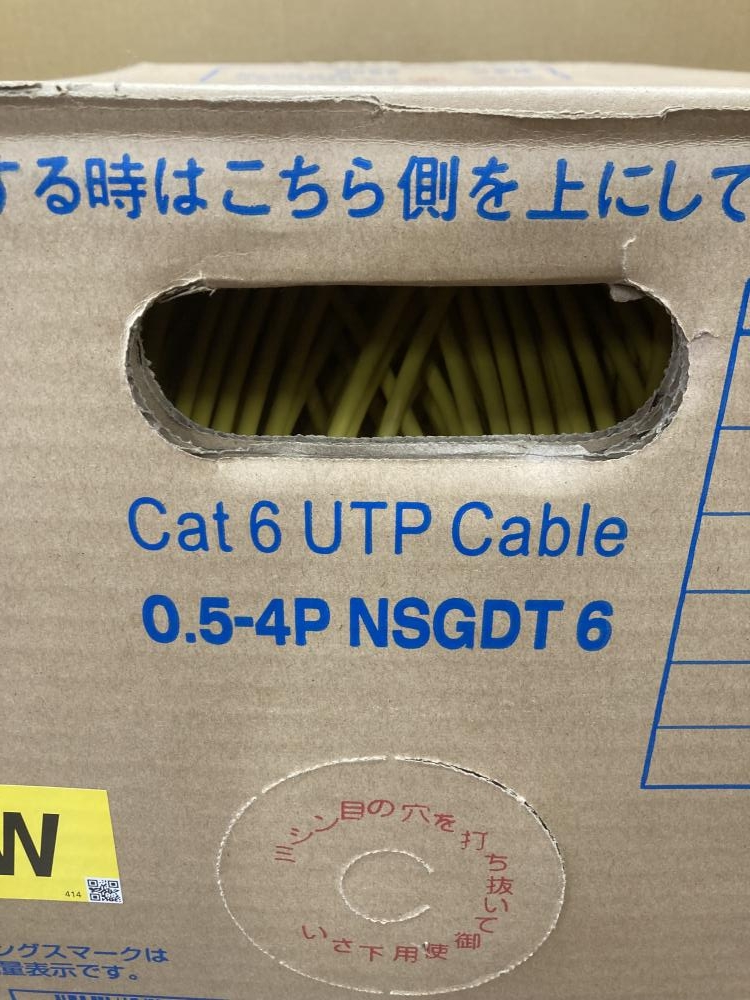 する時はこちら側を上にして
Cat 6 UTP Cable
0.5-4P NSGDT 6
ミシン目の穴を打ち抜いて御使用下さい
W
414
ングスマークは
量表示です。